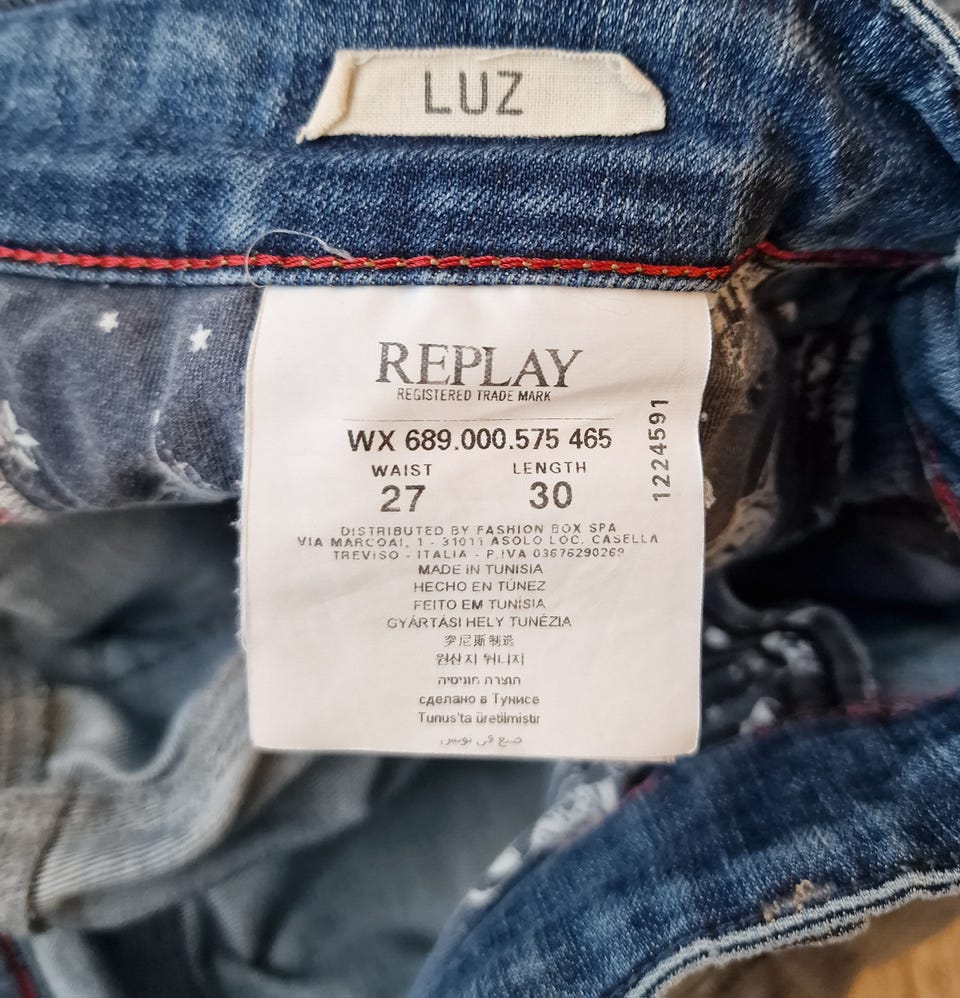 LUZ
REPLAY
REGISTERED TRADE MARK
WX 689.000.575 465
WAIST LENGTH
27 30
1224591
DISTRIBUTED BY FASHION BOX SPA
VIA MARCOAI, 1 - 31011 ASOLO LOC. CASELLA
TREVISO - ITALIA - P.IVA 03676290269
MADE IN TUNISIA
HECHO EN TÚNEZ
FEITO EM TUNÍSIA
GYÁRTÁSI HELY TUNÉZIA
突尼斯制造
원산지 튀니지
תוצרת תוניסיה
сделано в Тунисе
Tunus'ta üretilmistir
صنع في تونس